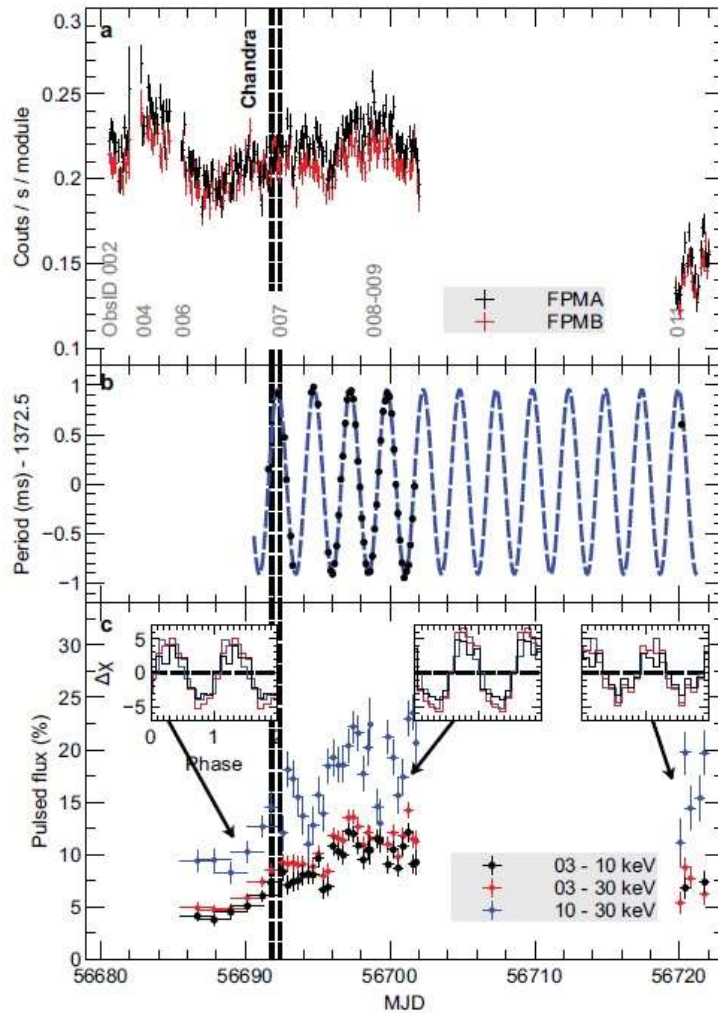 a
0.3
0.25
0.2
0.15
0.1
Couts / s / module
Chandra
ObsID 002
004
006
007
008-009
011
FPMA
FPMB
b
1
0.5
0
−0.5
−1
Period (ms) - 1372.5
c
30
25
20
15
10
5
0
Pulsed flux (%)
5
0
−5
Δχ
0
1
2
Phase
03 - 10 keV
03 - 30 keV
10 - 30 keV
56680
56690
56700
56710
56720
MJD